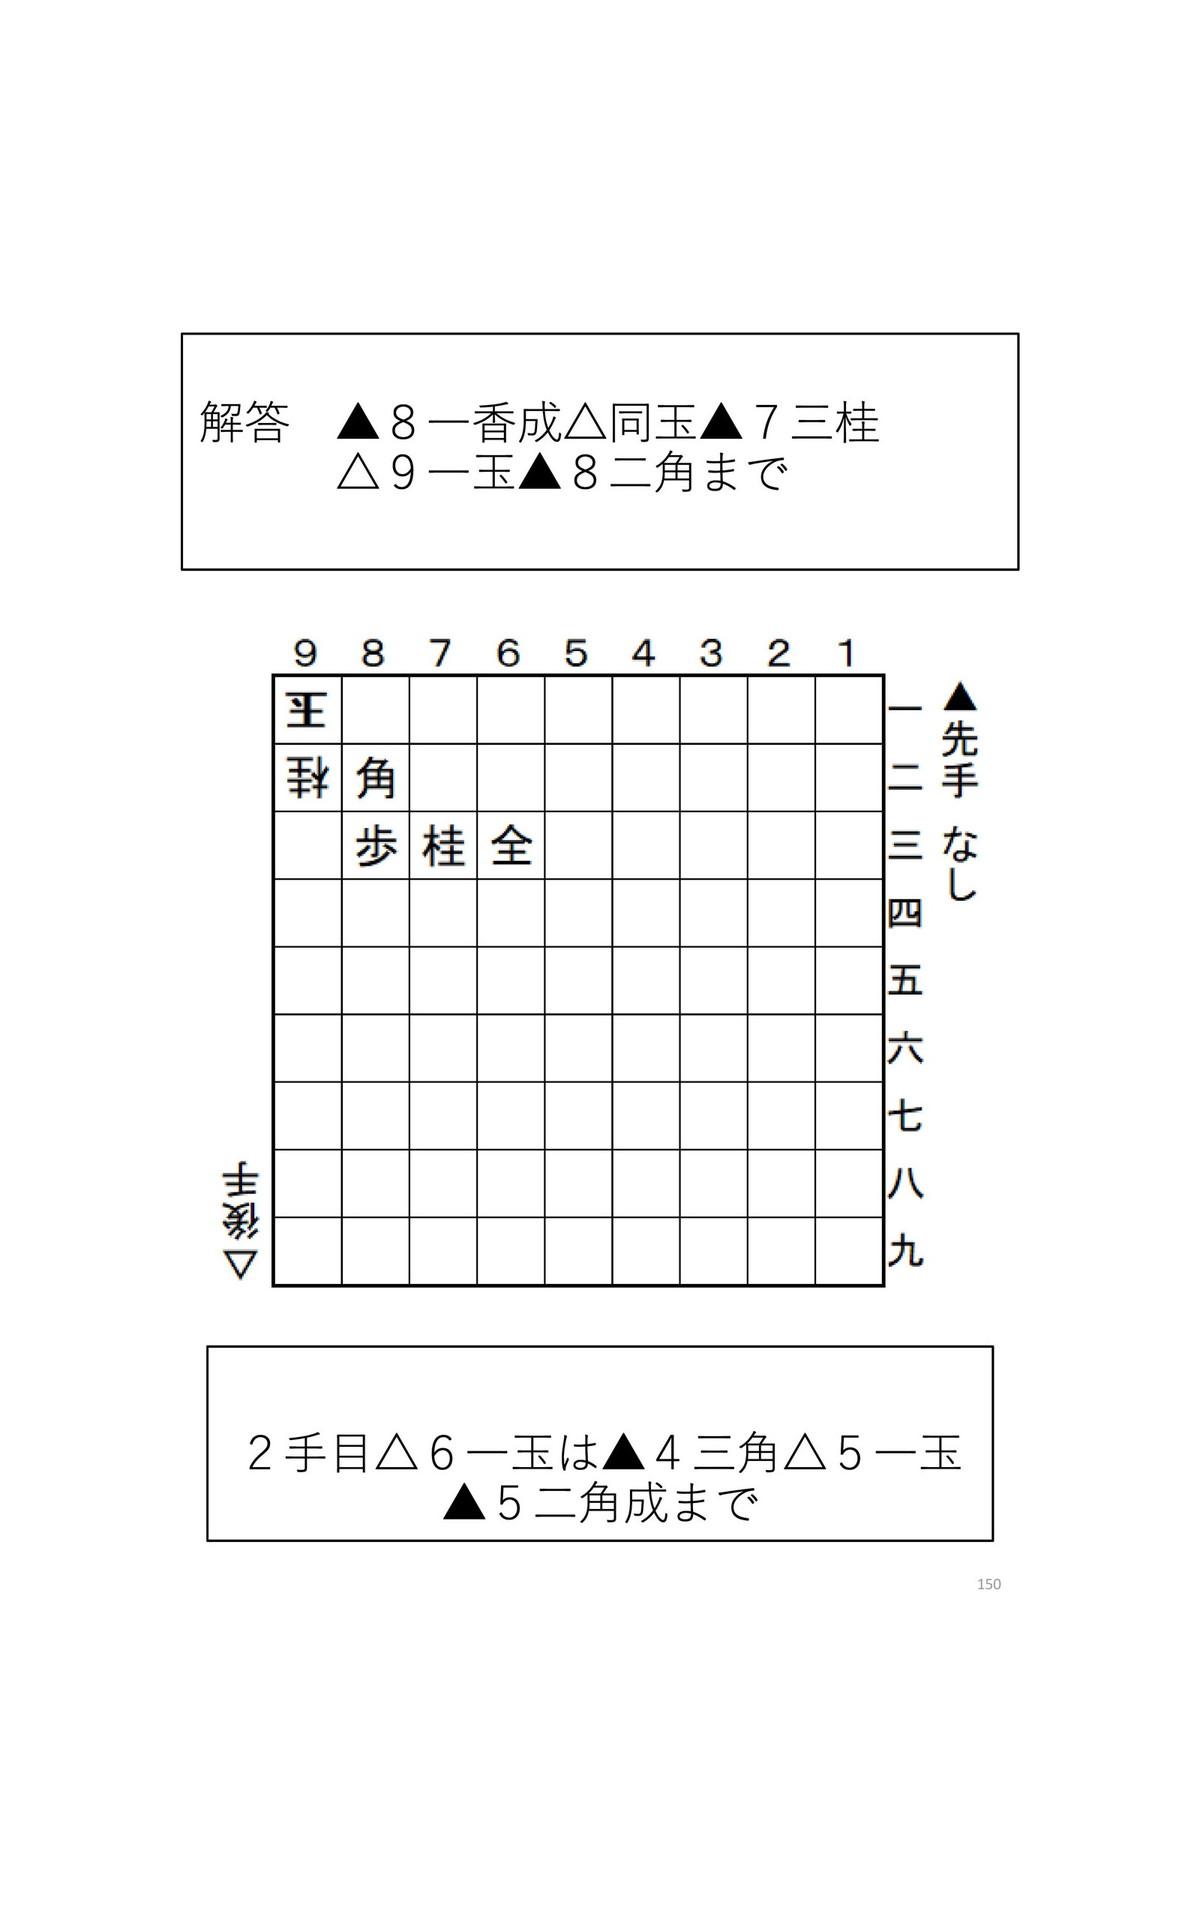 解答　▲８一香成△同玉▲７三桂
△９一玉▲８二角まで
９ ８ ７ ６ ５ ４ ３ ２ １
王 一
桂 角 二
歩 桂 全 三
四
五
六
七
八
九
▲先手 なし
△後手
２手目△６一玉は▲４三角△５一玉
▲５二角成まで
150